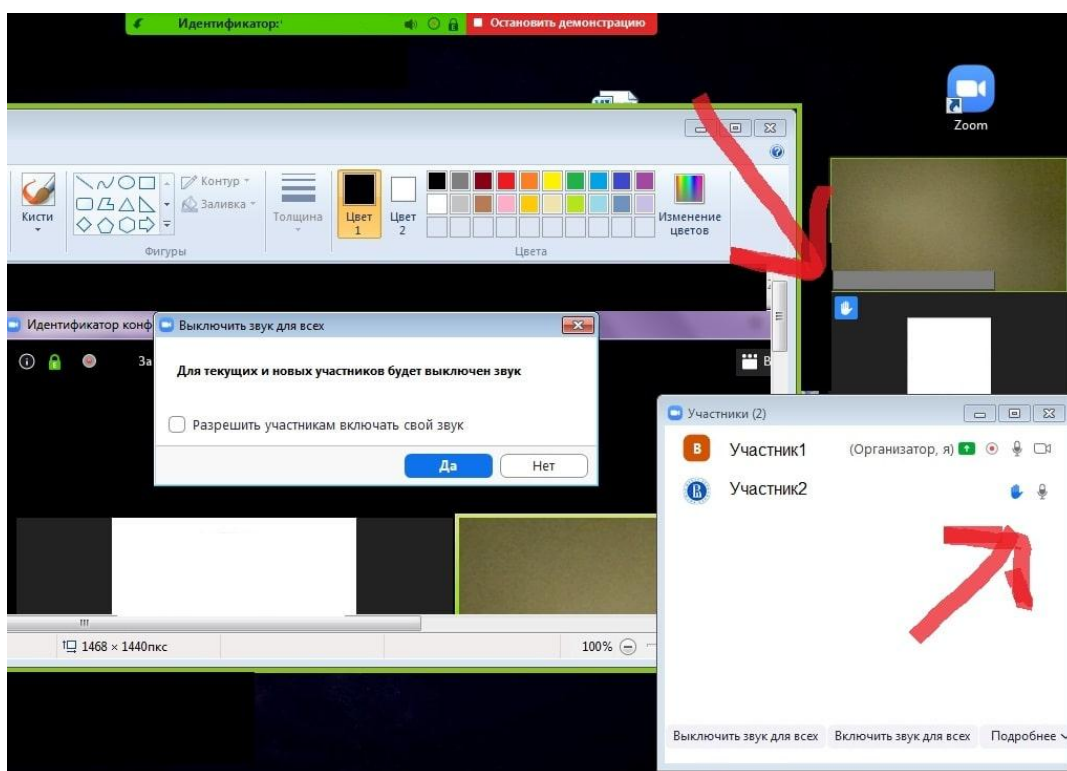 Идентификатор:
Остановить демонстрацию
Zoom
Кисти
Контур
Заливка
Толщина
Цвет 1
Цвет 2
Изменение цветов
Фигуры
Цвета
Идентификатор конф
Выключить звук для всех
За
В
Для текущих и новых участников будет выключен звук
Разрешить участникам включать свой звук
Да
Нет
Участники (2)
В Участник1 (Организатор, я)
Участник2
1468 × 1440пкс
100%
Выключить звук для всех Включить звук для всех Подробнее